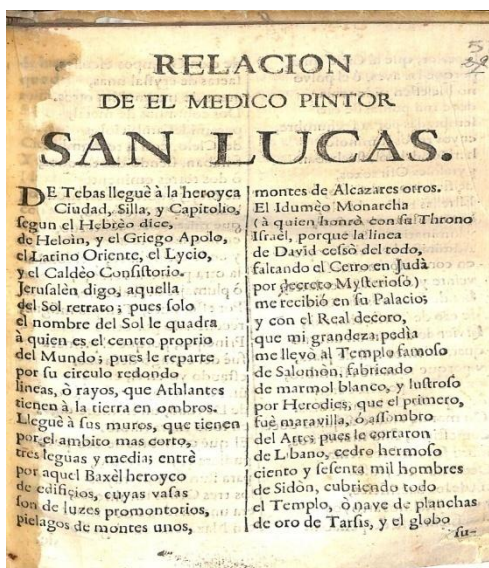 RELACION
DE EL MEDICO PINTOR
SAN LUCAS.
DE Tebas lleguè à la heroyca
Ciudad, Silla, y Capitolio,
segun el Hebrèo dice,
de Heloìn, y el Griego Apolo,
el Latino Oriente, el Lycio,
y el Caldèo Consistorio.
Jerusalèn digo, aquella
del Sol retrato; pues solo
el nombre del Sol le quadra
à quien es el centro proprio
del Mundo; pues le reparte
por su circulo redondo
lineas, ò rayos, que Athlantes
tienen à la tierra en ombros.
Lleguè à sus muros, que tienen
por el ambito mas corto,
tres leguas y media; entrè
por aquel Baxèl heroyco
de edificios, cuyas vasas
son de luzes promontorios,
pielagos de montes unos,
montes de Alcazares otros.
El Idumèo Monarcha
(à quien honrò con su Throno
Israèl, porque la linea
de David cessò del todo,
faltando el Cetro en Judà
por decreto Mysterioso)
me recibiò en su Palacio;
y con el Real decoro,
que mi grandeza pedia
me llevò al Templo famoso
de Salomòn, fabricado
de marmol blanco, y lustroso
por Herodies, que el primero,
fuè maravilla, ò assombro
del Arte; pues le cortaron
de Libano, cedro hermoso
ciento y sesenta mil hombres
de Sidòn, cubriendo todo
el Templo, ò nave de planchas
de oro de Tarsis, y el globo
su-